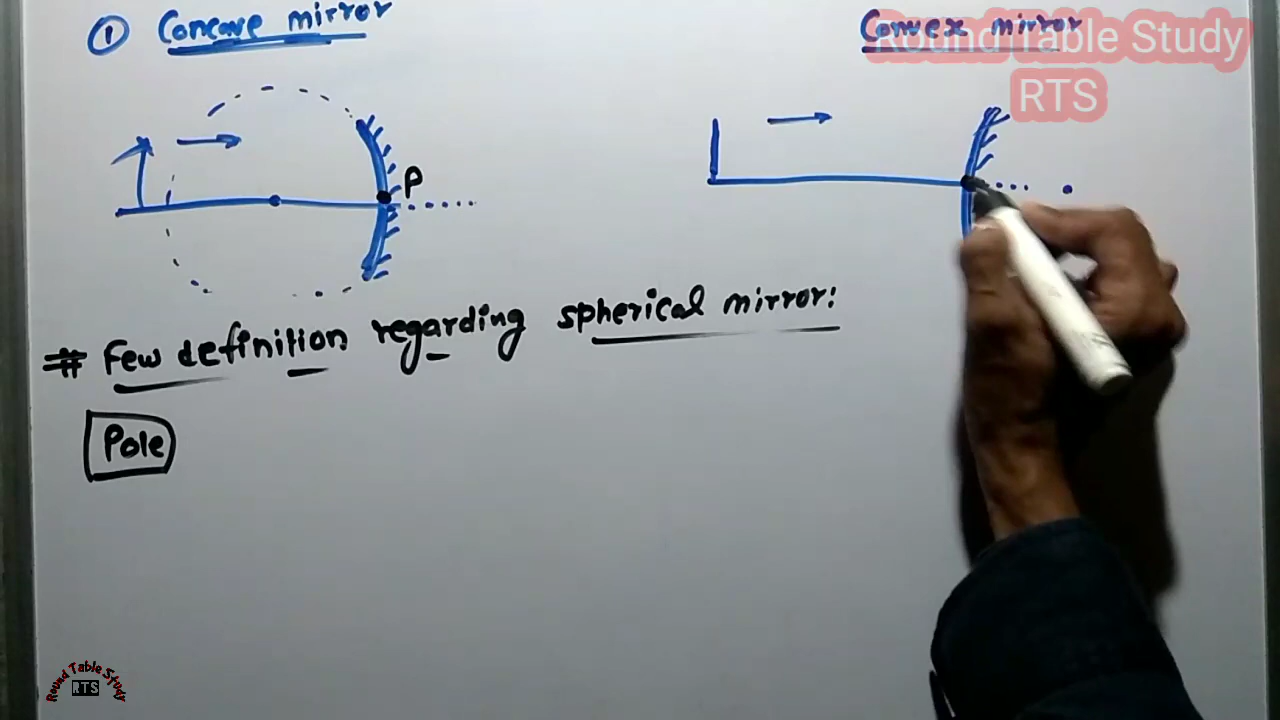 ① Concave mirror
Convex mirror
Round Table Study
RTS
P
# Few definition regarding spherical mirror:
Pole
Round Table Study
RTS